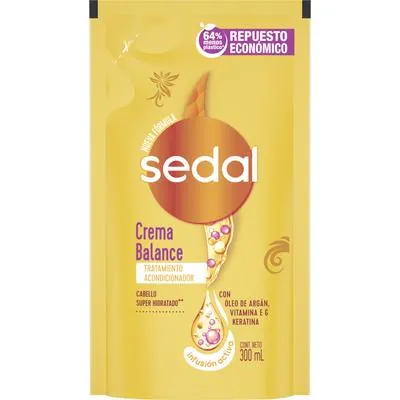 64%
menos
plástico*
REPUESTO
ECONÓMICO
NUEVA FÓRMULA
sedal
Crema
Balance
TRATAMIENTO
ACONDICIONADOR
CABELLO
SUPER HIDRATADO**
CON
ÓLEO DE ARGÁN,
VITAMINA E &
KERATINA
infusión activa
CONT. NETO
300 mL